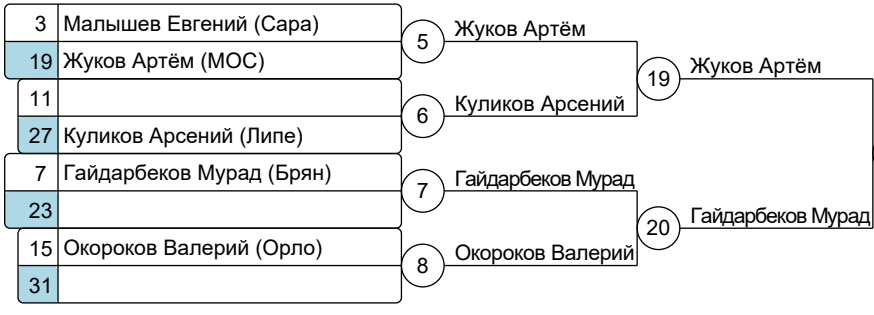 3 Малышев Евгений (Сара)
19 Жуков Артём (МОС)
11
27 Куликов Арсений (Липе)
7 Гайдарбеков Мурад (Брян)
23
15 Окороков Валерий (Орло)
31
5 Жуков Артём
6 Куликов Арсений
7 Гайдарбеков Мурад
8 Окороков Валерий
19 Жуков Артём
20 Гайдарбеков Мурад